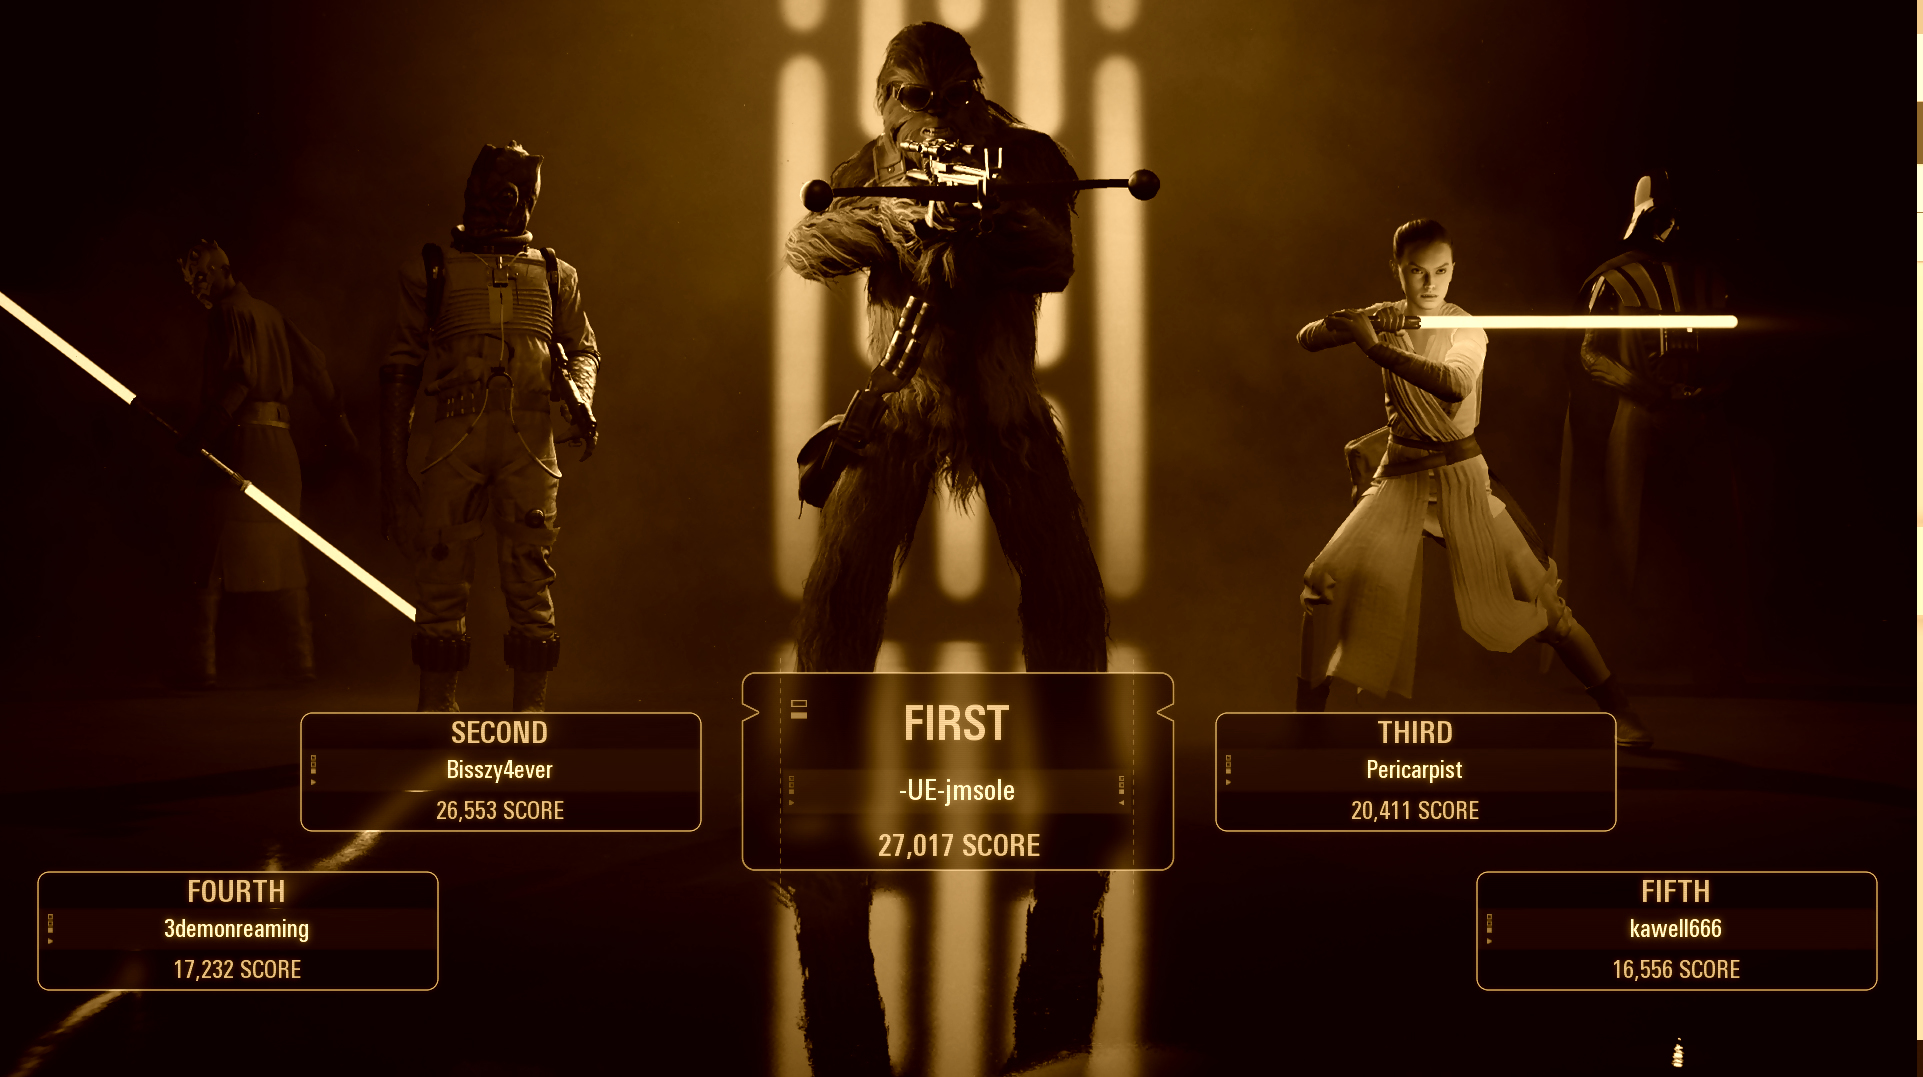 FIRST
-UE-jmsole
27,017 SCORE
SECOND
Bisszy4ever
26,553 SCORE
THIRD
Pericarpist
20,411 SCORE
FOURTH
3demonreaming
17,232 SCORE
FIFTH
kawell666
16,556 SCORE